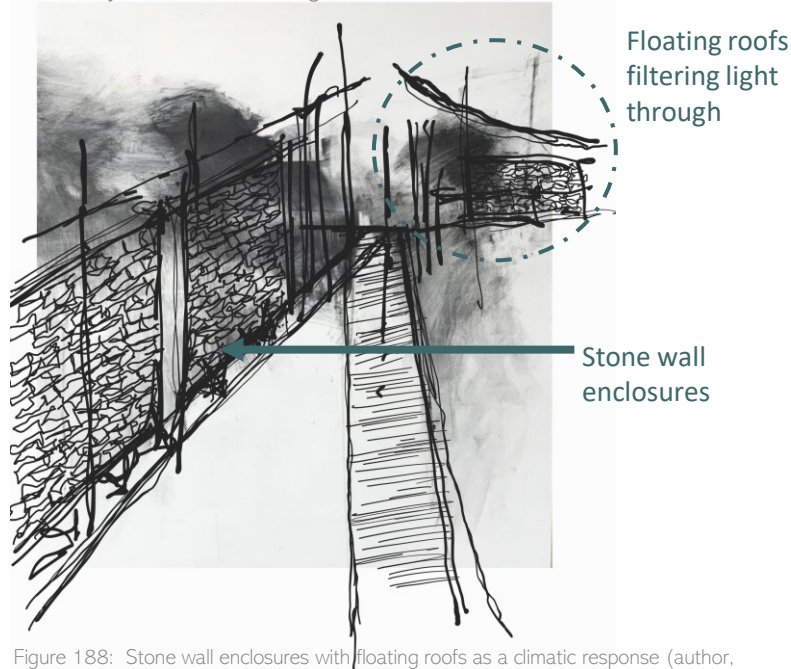 Floating roofs
filtering light
through
Stone wall
enclosures
Figure 188: Stone wall enclosures with floating roofs as a climatic response (author,